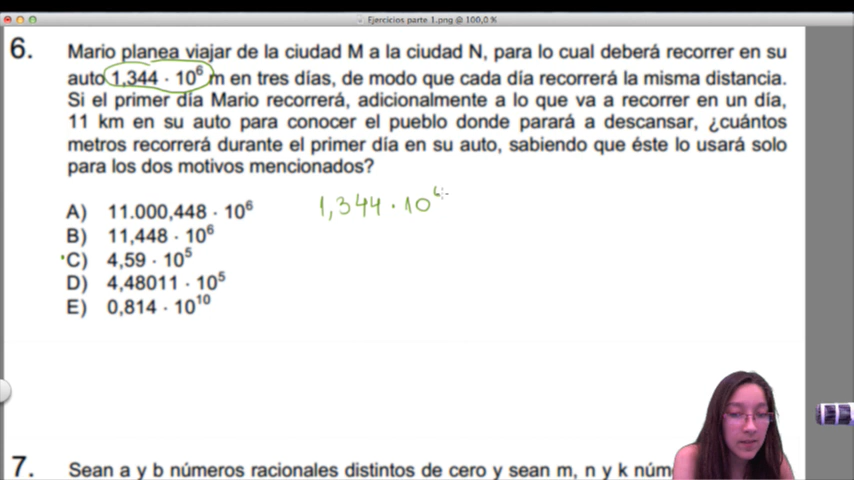 Ejercicios parte 1.png @ 100,0 %
6. Mario planea viajar de la ciudad M a la ciudad N, para lo cual deberá recorrer en su
auto 1,344 · 10⁶ m en tres días, de modo que cada día recorrerá la misma distancia.
Si el primer día Mario recorrerá, adicionalmente a lo que va a recorrer en un día,
11 km en su auto para conocer el pueblo donde parará a descansar, ¿cuántos
metros recorrerá durante el primer día en su auto, sabiendo que éste lo usará solo
para los dos motivos mencionados?
A) 11.000,448 · 10⁶
1,344 · 10⁶
B) 11,448 · 10⁶
C) 4,59 · 10⁵
D) 4,48011 · 10⁵
E) 0,814 · 10¹⁰
7. Sean a y b números racionales distintos de cero y sean m, n y k núm